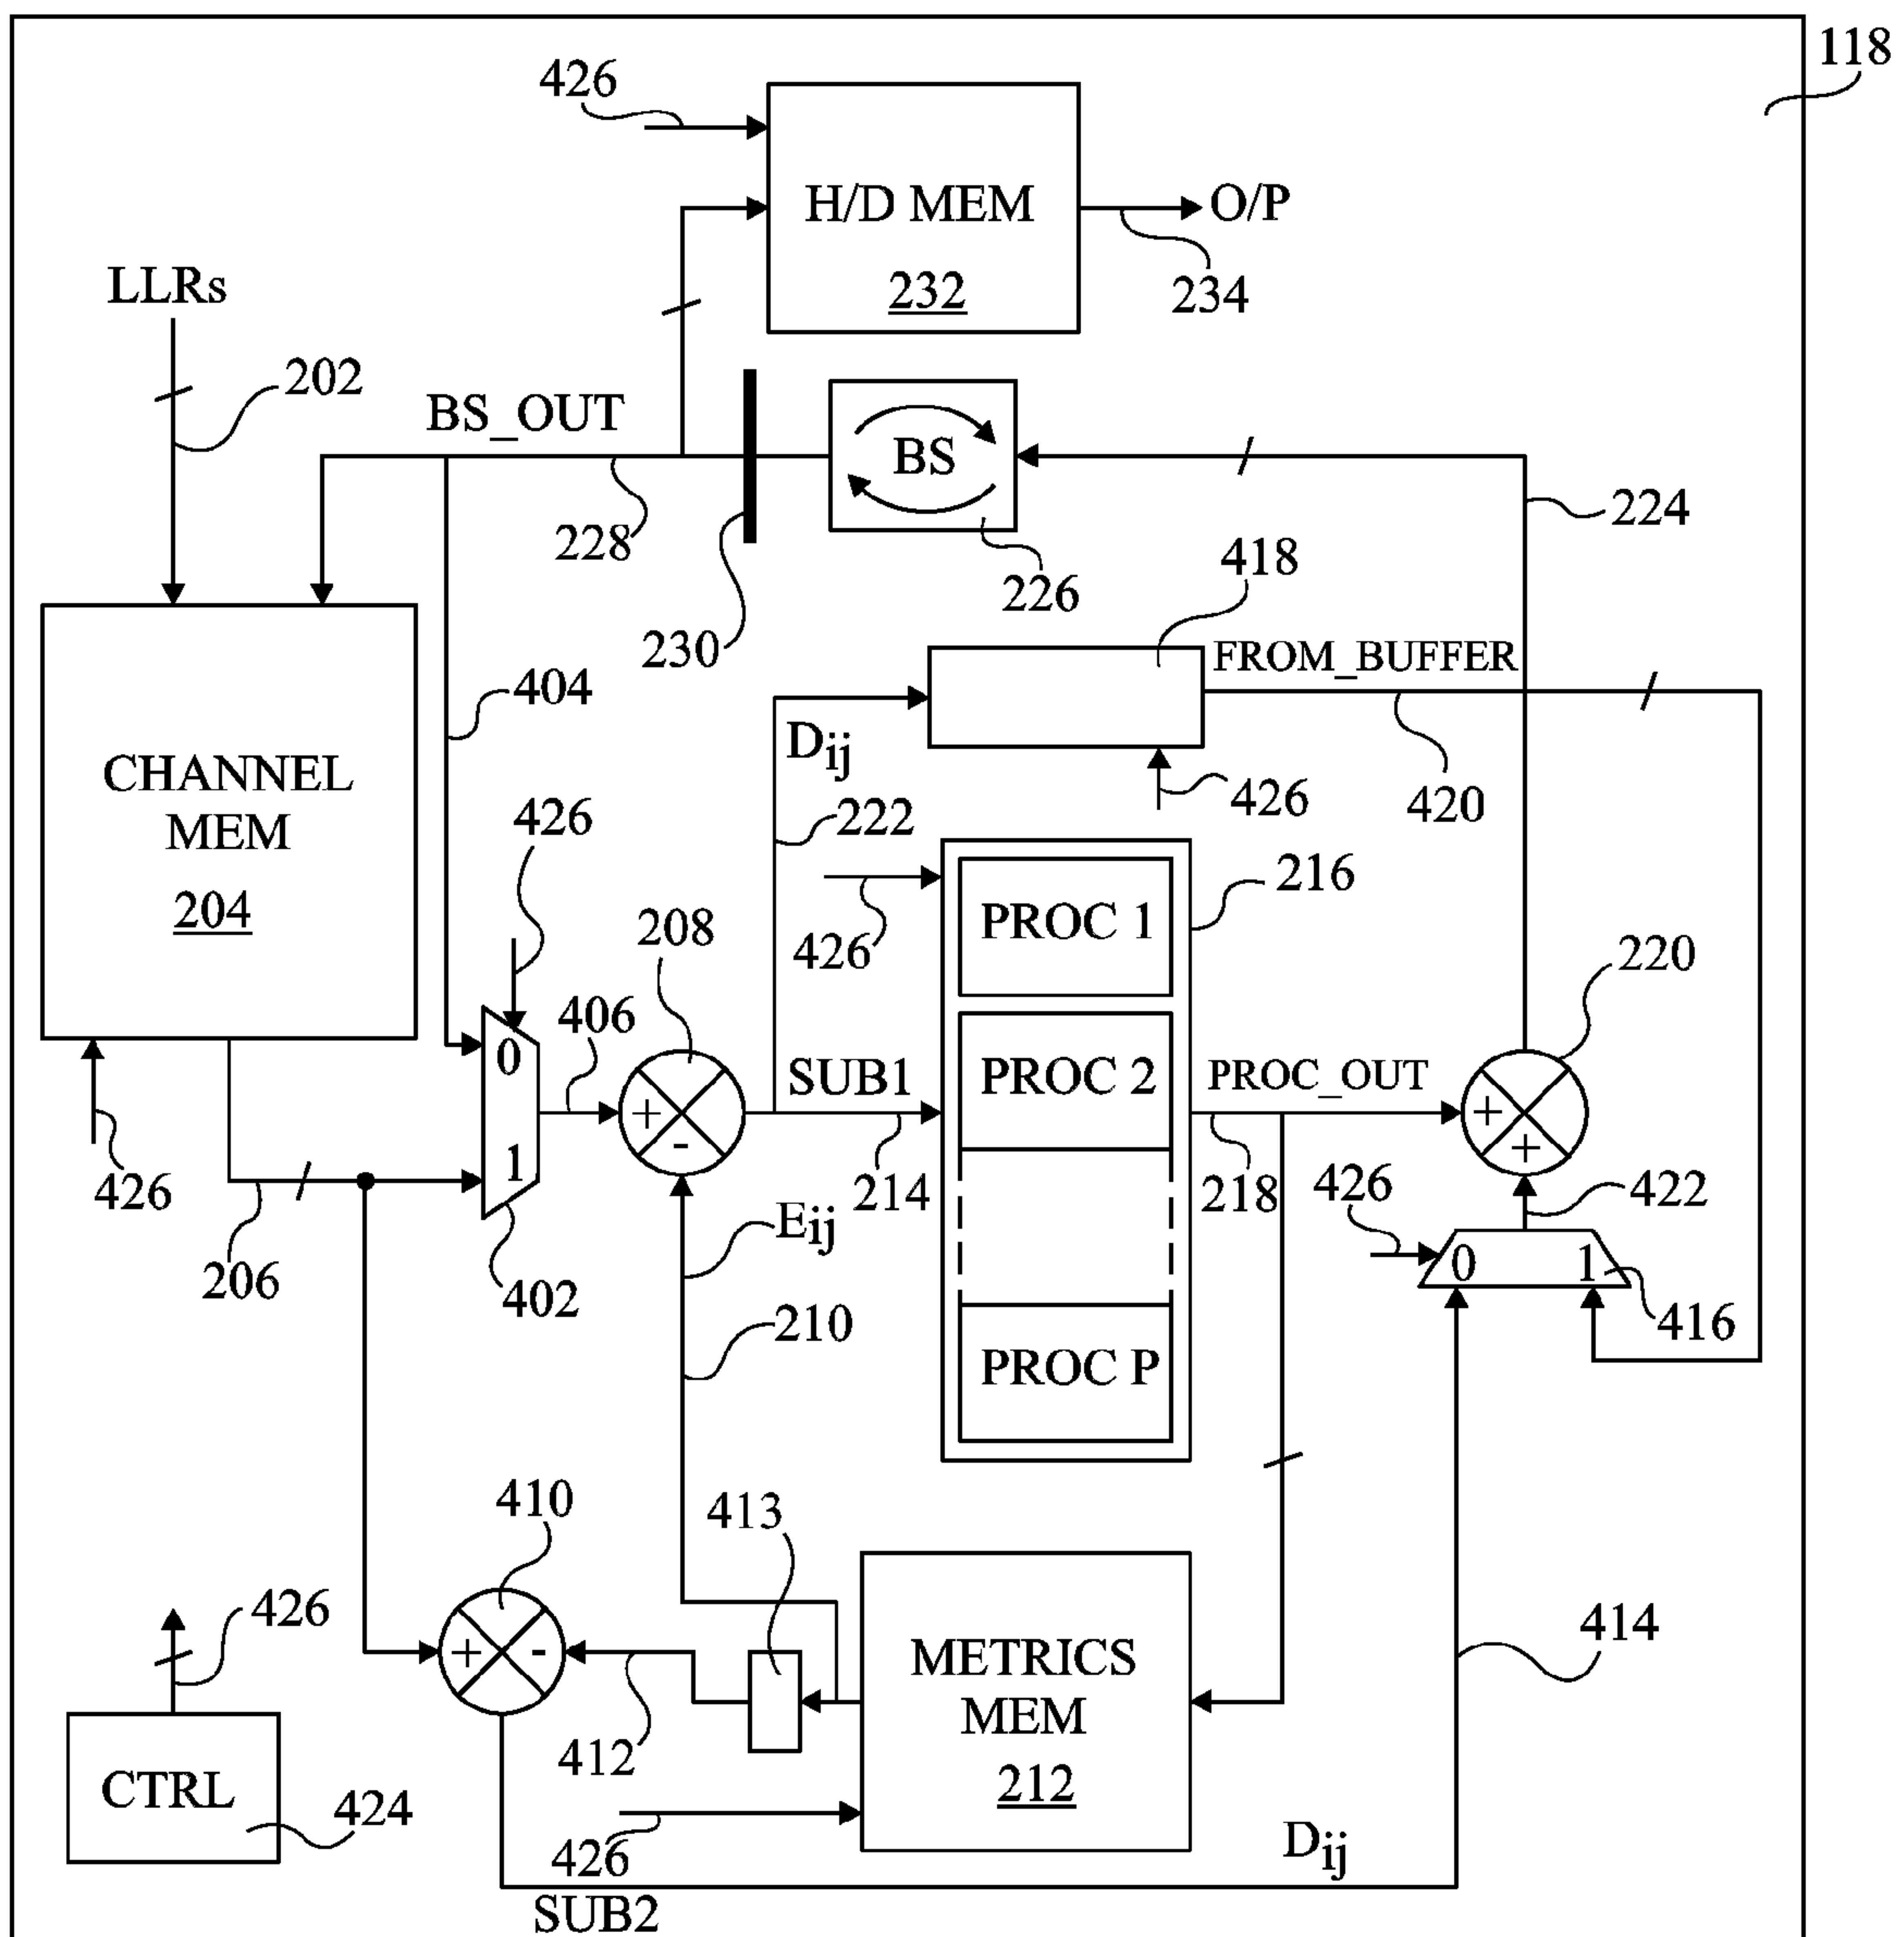 118
426
H/D MEM
O/P
232
234
LLRs
202
BS_OUT
BS
228
224
226
418
230
FROM_BUFFER
404
Dij
426
420
CHANNEL
MEM
204
426
222
216
PROC 1
208
426
220
406
0
SUB1
PROC 2
PROC_OUT
+
-
+
+
1
426
206
214
218
426
422
Eij
402
0
1
416
210
PROC P
410
413
426
+
-
METRICS
MEM
212
414
412
CTRL
424
426
Dij
SUB2